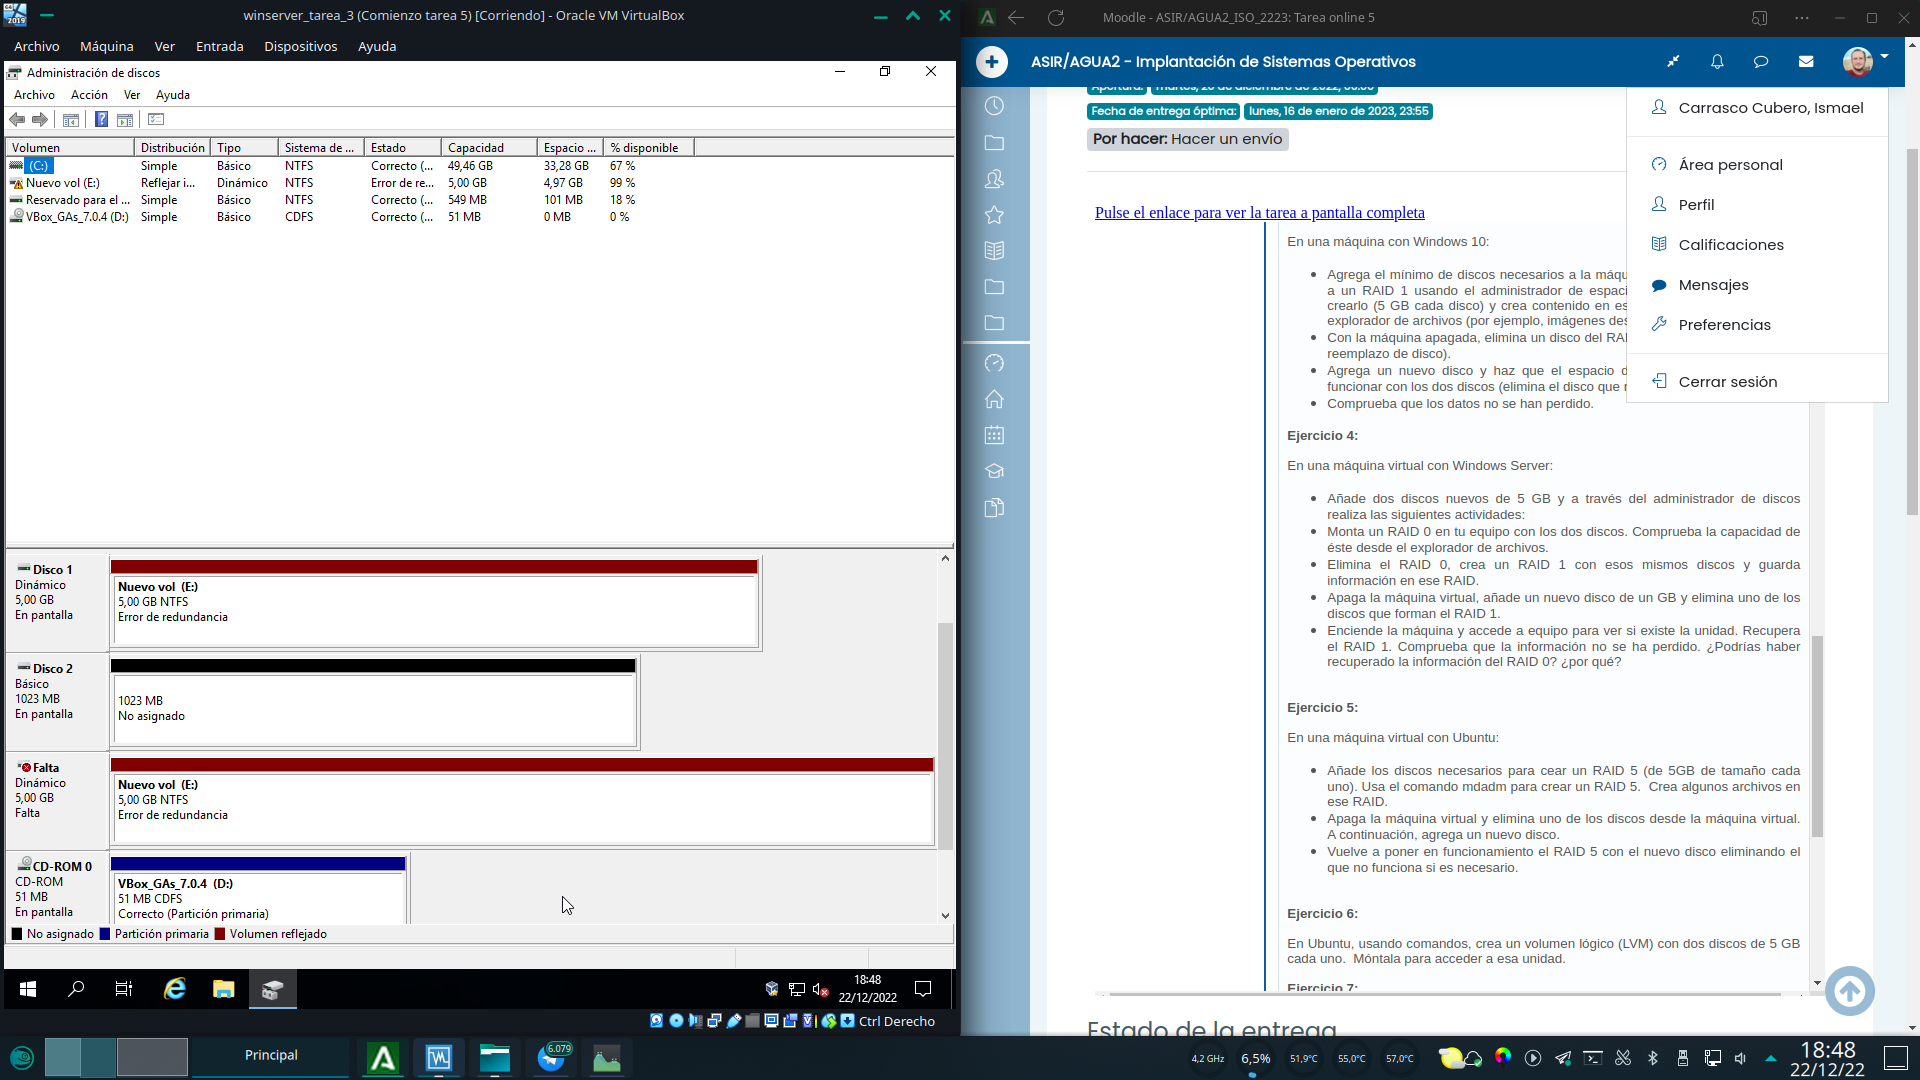 winserver_tarea_3 (Comienzo tarea 5) [Corriendo] - Oracle VM VirtualBox
Archivo Máquina Ver Entrada Dispositivos Ayuda
Administración de discos
Archivo Acción Ver Ayuda
Volumen Distribución Tipo Sistema de ... Estado Capacidad Espacio ... % disponible
(C:) Simple Básico NTFS Correcto (... 49,46 GB 33,28 GB 67 %
Nuevo vol (E:) Reflejar i... Dinámico NTFS Error de re... 5,00 GB 4,97 GB 99 %
Reservado para el ... Simple Básico NTFS Correcto (... 549 MB 101 MB 18 %
VBox_GAs_7.0.4 (D:) Simple Básico CDFS Correcto (... 51 MB 0 MB 0 %
Disco 1
Dinámico
5,00 GB
En pantalla
Nuevo vol (E:)
5,00 GB NTFS
Error de redundancia
Disco 2
Básico
1023 MB
En pantalla
1023 MB
No asignado
Falta
Dinámico
5,00 GB
Falta
Nuevo vol (E:)
5,00 GB NTFS
Error de redundancia
CD-ROM 0
CD-ROM
51 MB
En pantalla
VBox_GAs_7.0.4 (D:)
51 MB CDFS
Correcto (Partición primaria)
No asignado Partición primaria Volumen reflejado
18:48
22/12/2022
Ctrl Derecho
Moodle - ASIR/AGUA2_ISO_2223: Tarea online 5
ASIR/AGUA2 - Implantación de Sistemas Operativos
Fecha de entrega óptima: lunes, 16 de enero de 2023, 23:55
Por hacer: Hacer un envío
Pulse el enlace para ver la tarea a pantalla completa
Carrasco Cubero, Ismael
Área personal
Perfil
Calificaciones
Mensajes
Preferencias
Cerrar sesión
En una máquina con Windows 10:
Agrega el mínimo de discos necesarios a la máqu
a un RAID 1 usando el administrador de espaci
crearlo (5 GB cada disco) y crea contenido en es
explorador de archivos (por ejemplo, imágenes des
Con la máquina apagada, elimina un disco del RAI
reemplazo de disco).
Agrega un nuevo disco y haz que el espacio d
funcionar con los dos discos (elimina el disco que
Comprueba que los datos no se han perdido.
Ejercicio 4:
En una máquina virtual con Windows Server:
Añade dos discos nuevos de 5 GB y a través del administrador de discos
realiza las siguientes actividades:
Monta un RAID 0 en tu equipo con los dos discos. Comprueba la capacidad de
éste desde el explorador de archivos.
Elimina el RAID 0, crea un RAID 1 con esos mismos discos y guarda
información en ese RAID.
Apaga la máquina virtual, añade un nuevo disco de un GB y elimina uno de los
discos que forman el RAID 1.
Enciende la máquina y accede a equipo para ver si existe la unidad. Recupera
el RAID 1. Comprueba que la información no se ha perdido. ¿Podrías haber
recuperado la información del RAID 0? ¿por qué?
Ejercicio 5:
En una máquina virtual con Ubuntu:
Añade los discos necesarios para cear un RAID 5 (de 5GB de tamaño cada
uno). Usa el comando mdadm para crear un RAID 5. Crea algunos archivos en
ese RAID.
Apaga la máquina virtual y elimina uno de los discos desde la máquina virtual.
A continuación, agrega un nuevo disco.
Vuelve a poner en funcionamiento el RAID 5 con el nuevo disco eliminando el
que no funciona si es necesario.
Ejercicio 6:
En Ubuntu, usando comandos, crea un volumen lógico (LVM) con dos discos de 5 GB
cada uno. Móntala para acceder a esa unidad.
Ejercicio 7:
Estado de la entrega
Principal
6.079
4,2 GHz 6,5% 51,9°C 55,0°C 57,0°C
18:48
22/12/22